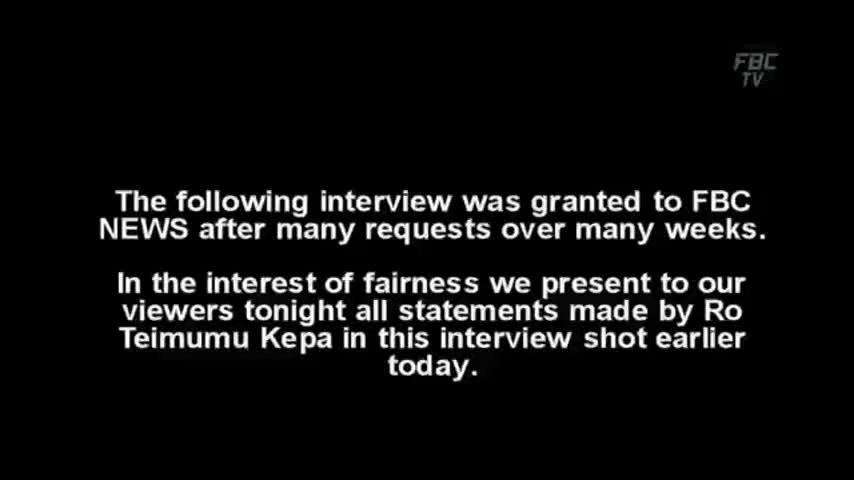 FBC
TV
The following interview was granted to FBC
NEWS after many requests over many weeks.
In the interest of fairness we present to our
viewers tonight all statements made by Ro
Teimumu Kepa in this interview shot earlier
today.